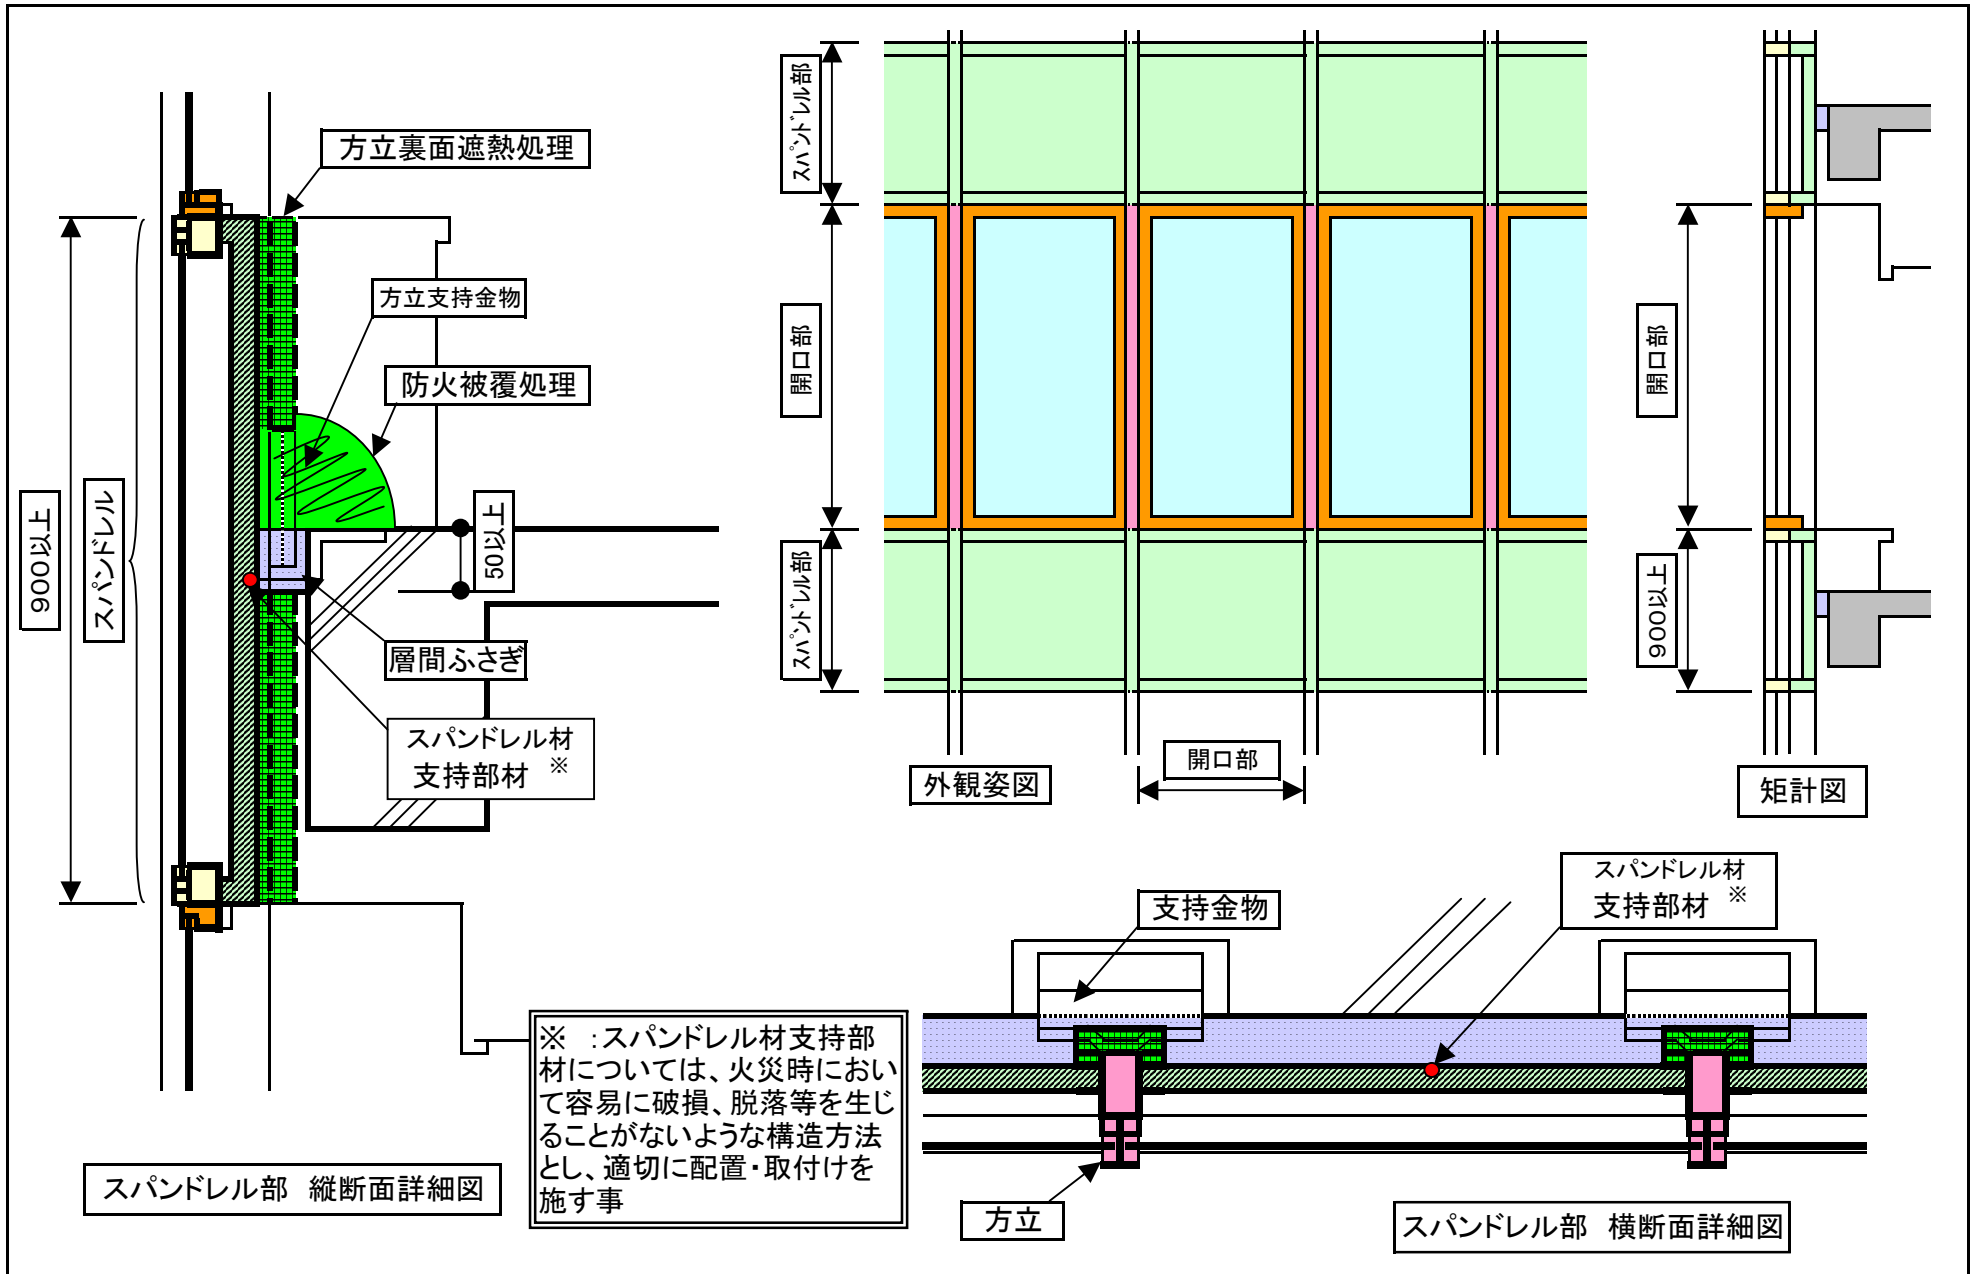 方立裏面遮熱処理
方立支持金物
防火被覆処理
900以上
スパンドレル
50以上
層間ふさぎ
スパンドレル材
支持部材 ※
スパンドレル部 縦断面詳細図
※ :スパンドレル材支持部
材については、火災時におい
て容易に破損、脱落等を生じ
ることがないような構造方法
とし、適切に配置・取付けを
施す事
スパンドレル部
開口部
スパンドレル部
外観姿図
開口部
開口部
900以上
矩計図
支持金物
スパンドレル材
支持部材 ※
方立
スパンドレル部 横断面詳細図